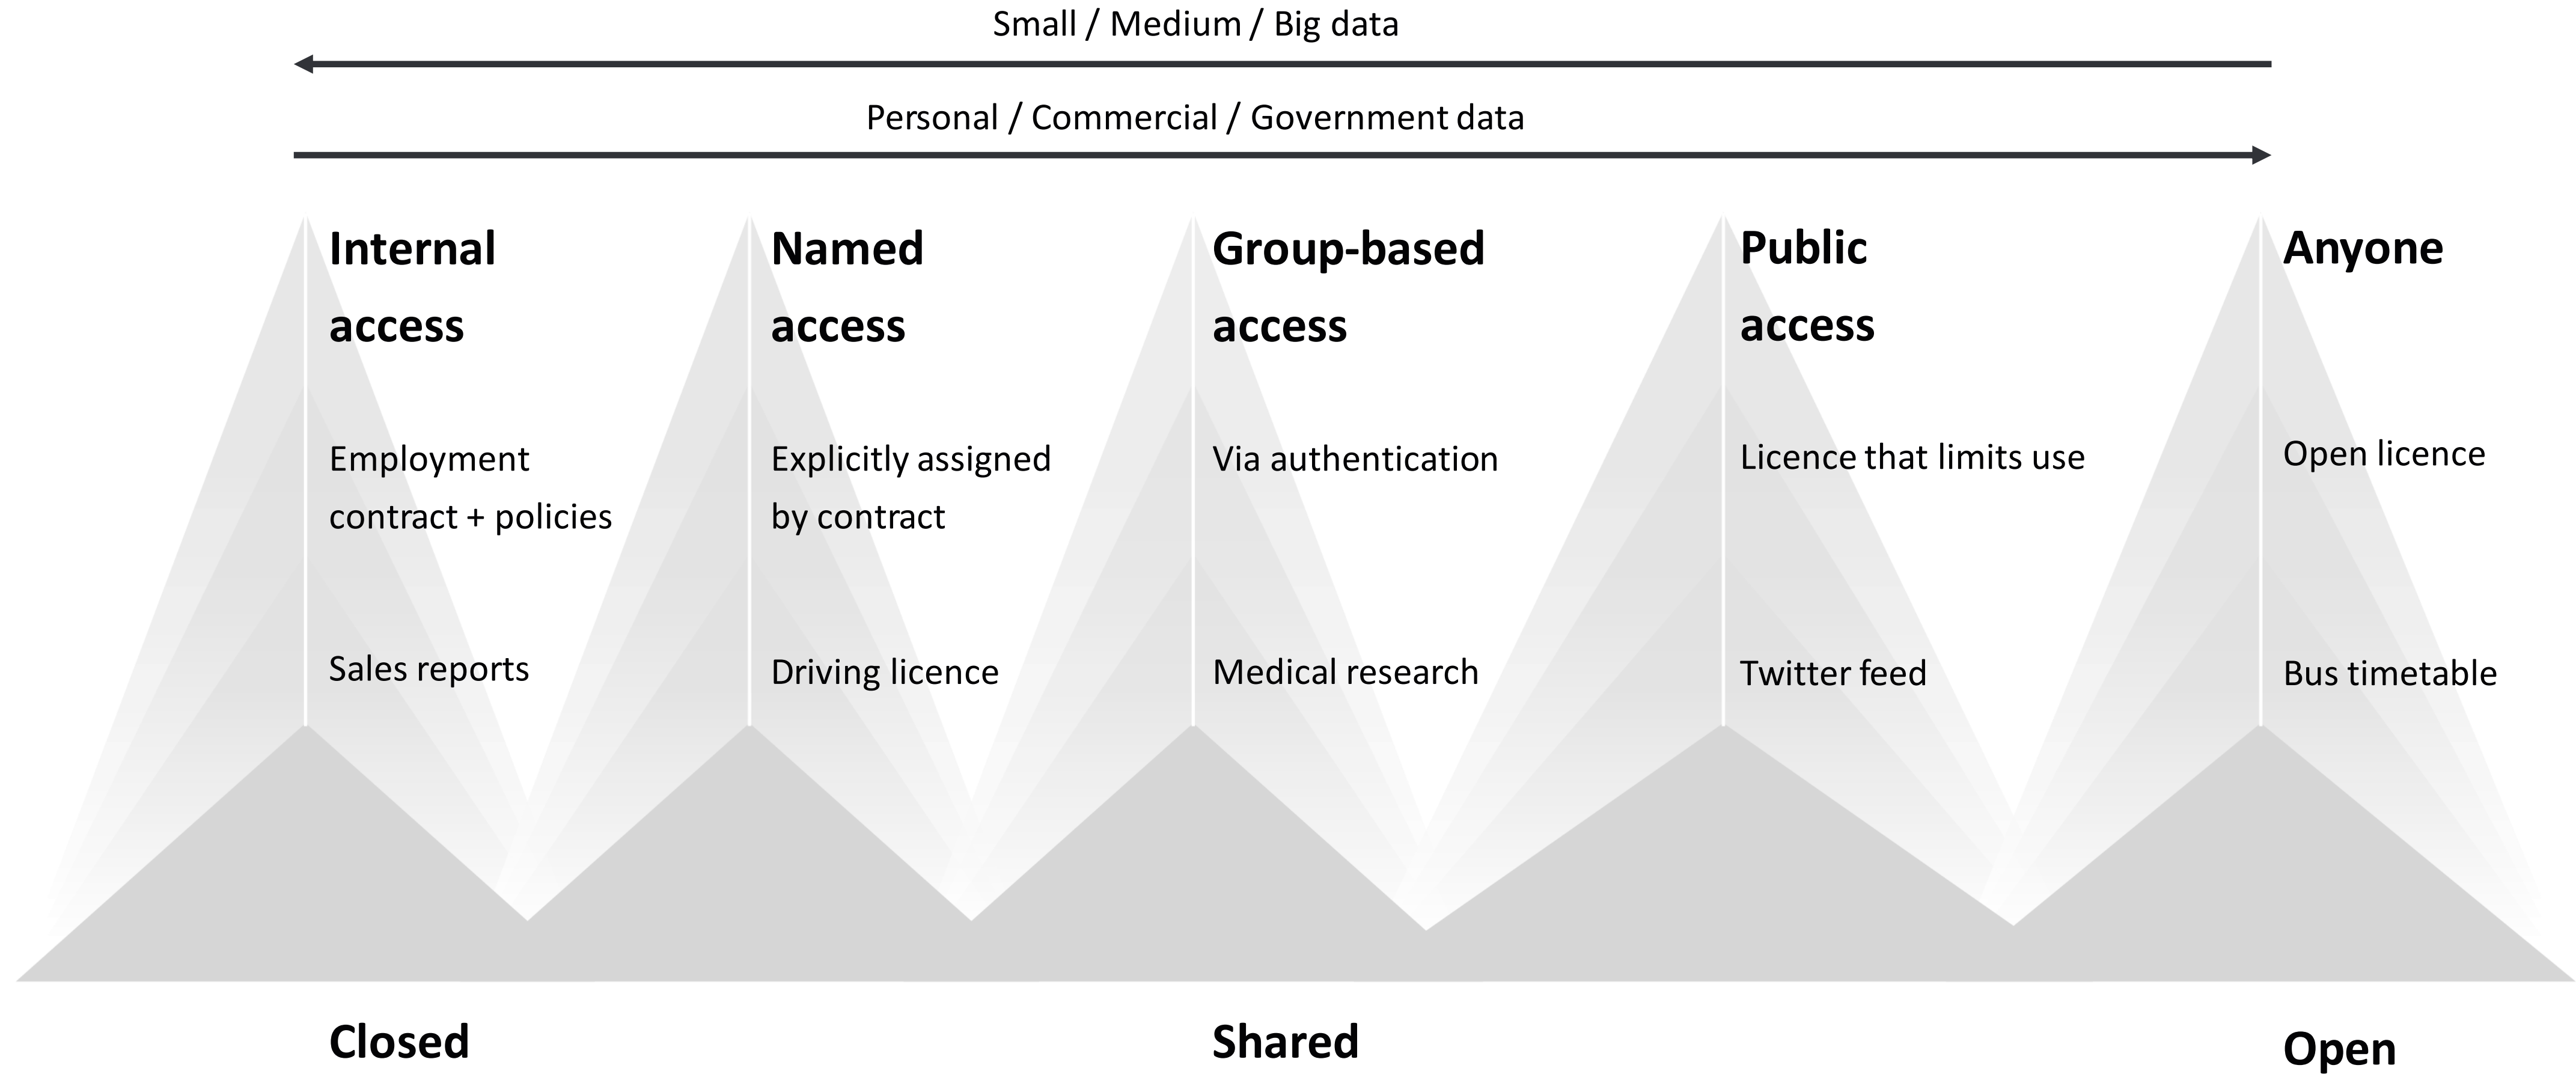 Small / Medium / Big data
Personal / Commercial / Government data
Internal
access
Employment
contract + policies
Sales reports
Named
access
Explicitly assigned
by contract
Driving licence
Group-based
access
Via authentication
Medical research
Public
access
Licence that limits use
Twitter feed
Anyone
Open licence
Bus timetable
Closed
Shared
Open